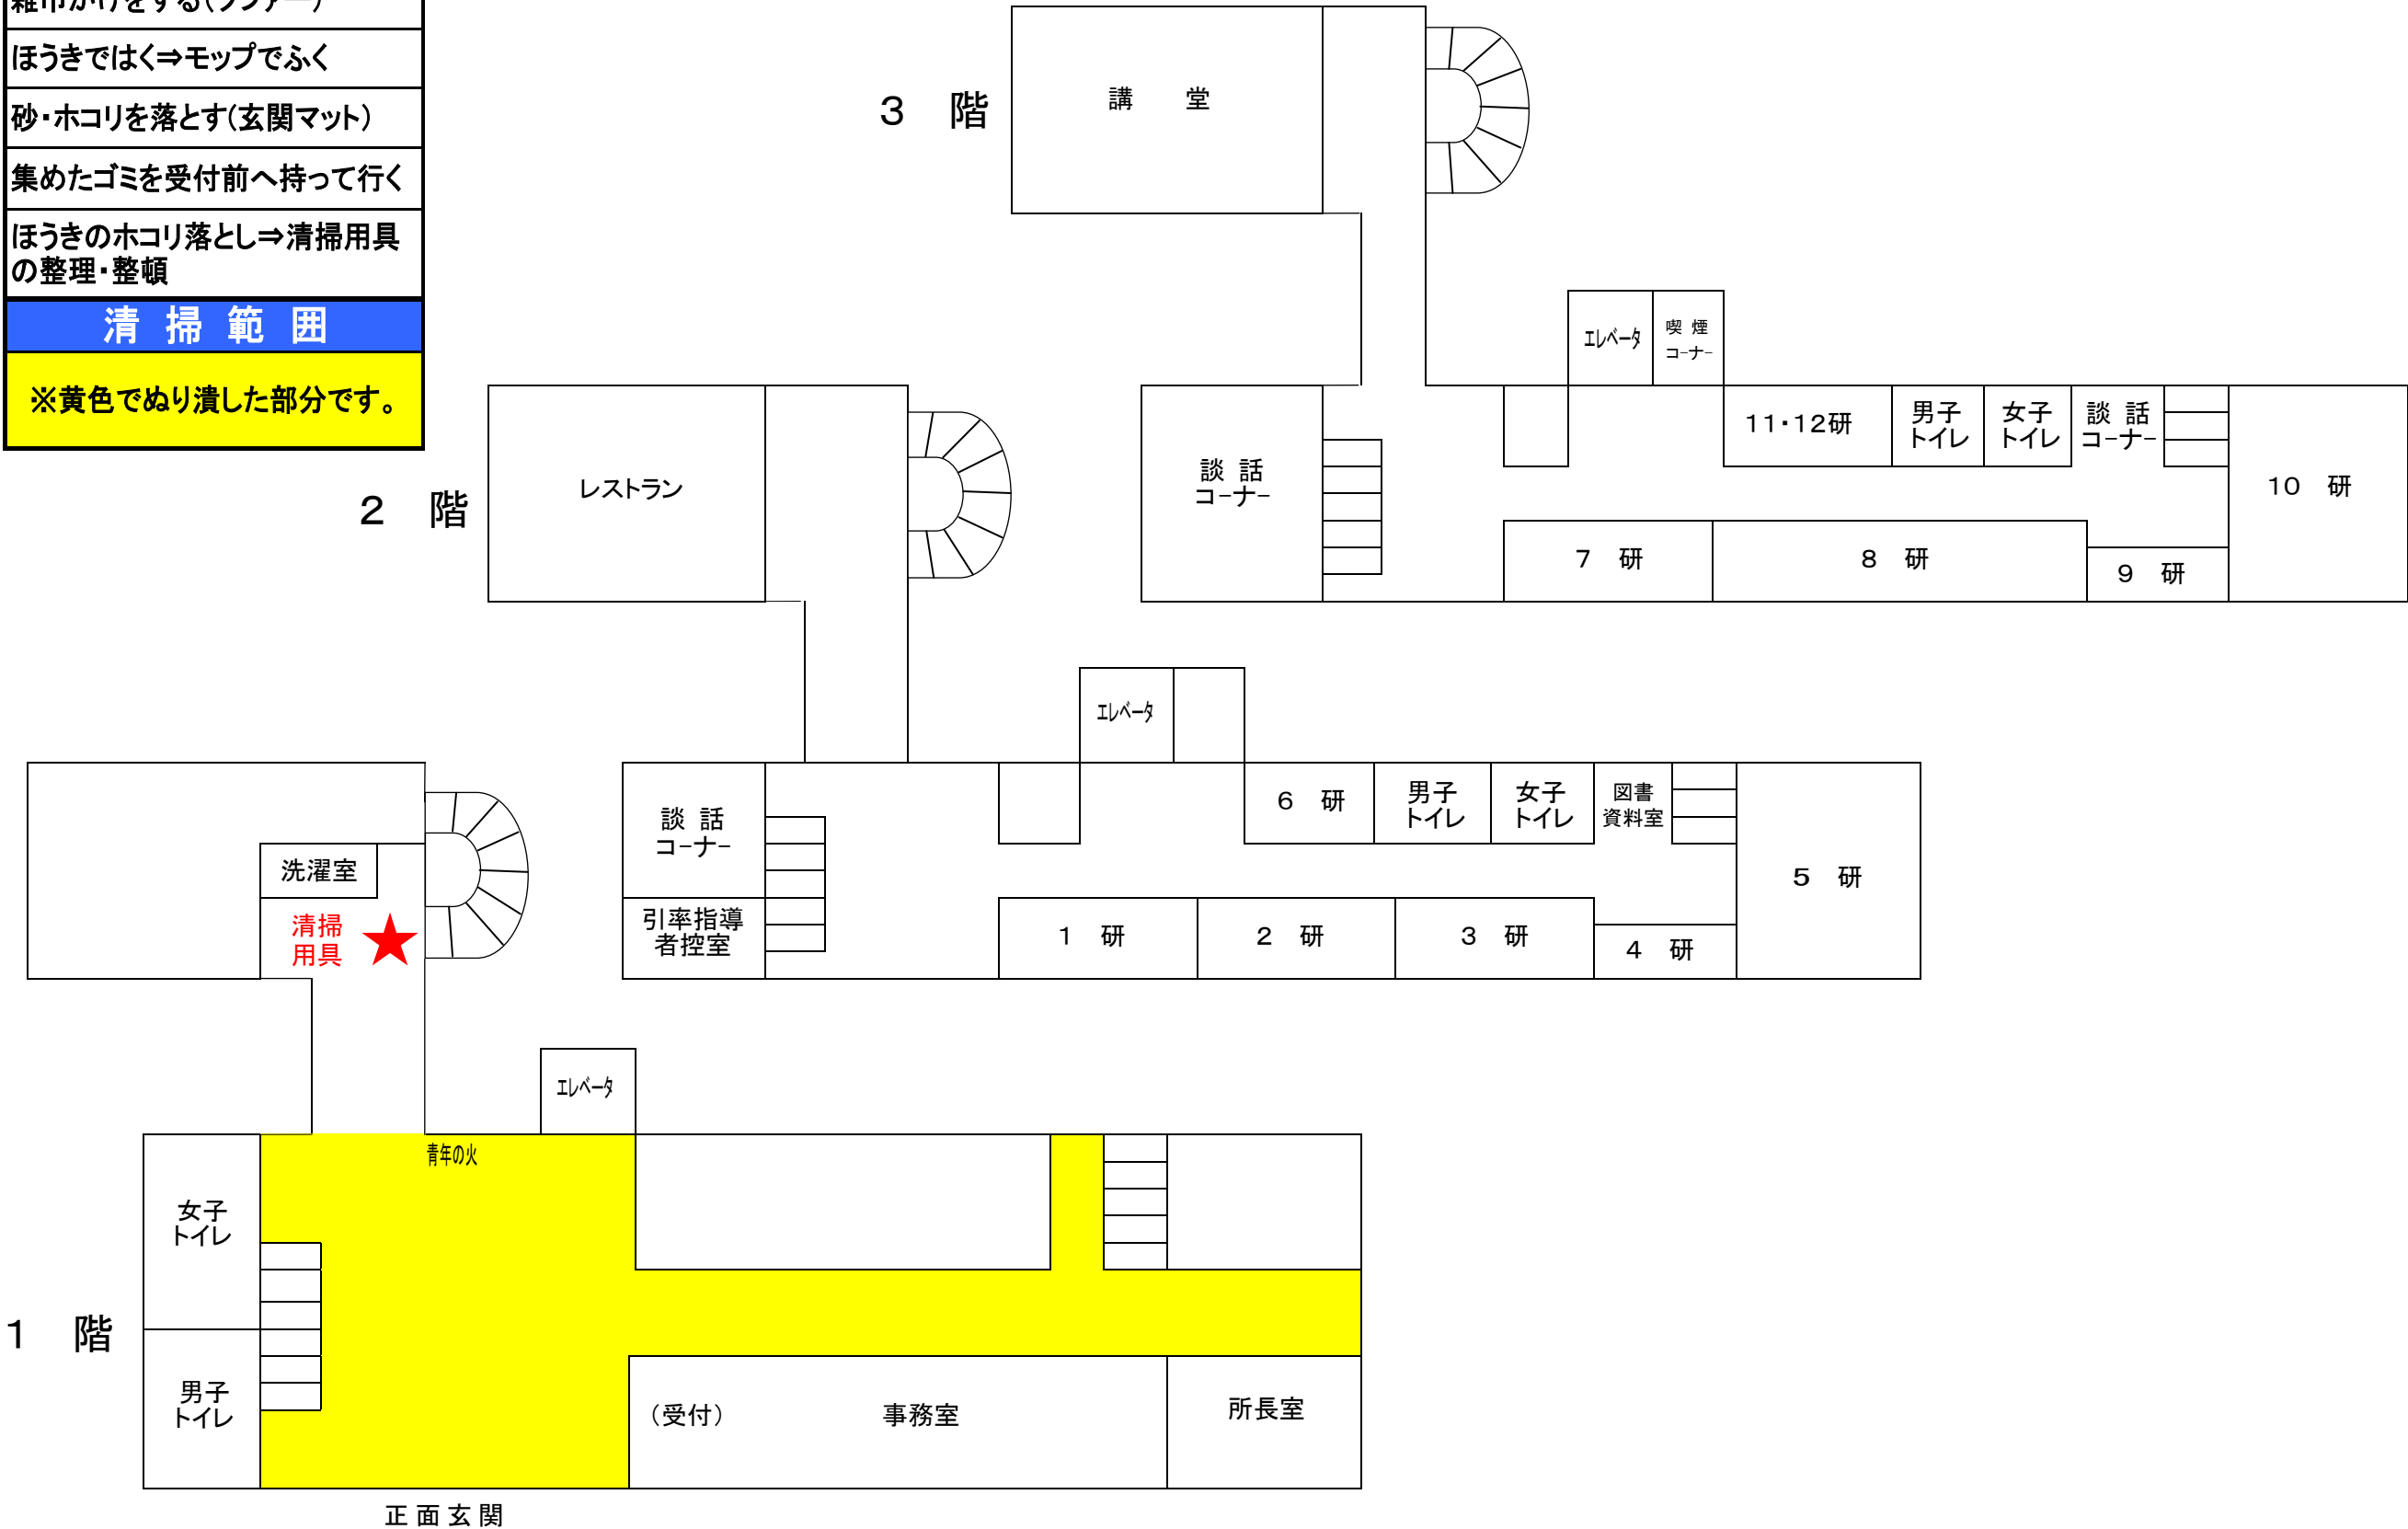 雑巾がけをする(ソファー)
ほうきではく⇒モップでふく
砂・ホコリを落とす(玄関マット)
集めたゴミを受付前へ持って行く
ほうきのホコリ落とし⇒清掃用具
の整理・整頓
清 掃 範 囲
※黄色でぬり潰した部分です。
3 階
講 堂
エレベータ
喫 煙
コーナー
談 話
コーナー
11・12研
男子
トイレ
女子
トイレ
談 話
コーナー
10 研
7 研
8 研
9 研
2 階
レストラン
エレベータ
談 話
コーナー
引率指導
者控室
6 研
男子
トイレ
女子
トイレ
図書
資料室
5 研
1 研
2 研
3 研
4 研
洗濯室
清掃
用具
★
エレベータ
1 階
青年の火
女子
トイレ
男子
トイレ
(受付)
事務室
所長室
正面玄関